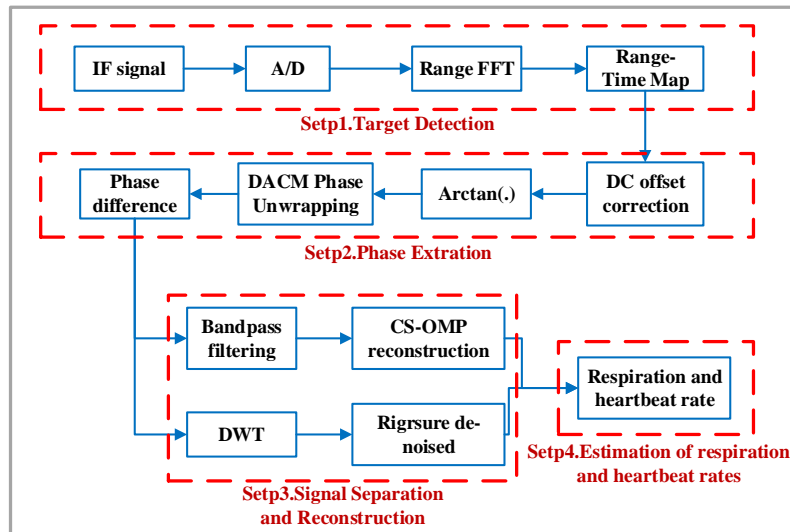 IF signal
A/D
Range FFT
Range-
Time Map
Setp1.Target Detection
Phase
difference
DACM Phase
Unwrapping
Arctan(.)
DC offset
correction
Setp2.Phase Extration
Bandpass
filtering
CS-OMP
reconstruction
DWT
Rigrsure de-
noised
Setp3.Signal Separation
and Reconstruction
Respiration and
heartbeat rate
Setp4.Estimation of respiration
and heartbeat rates